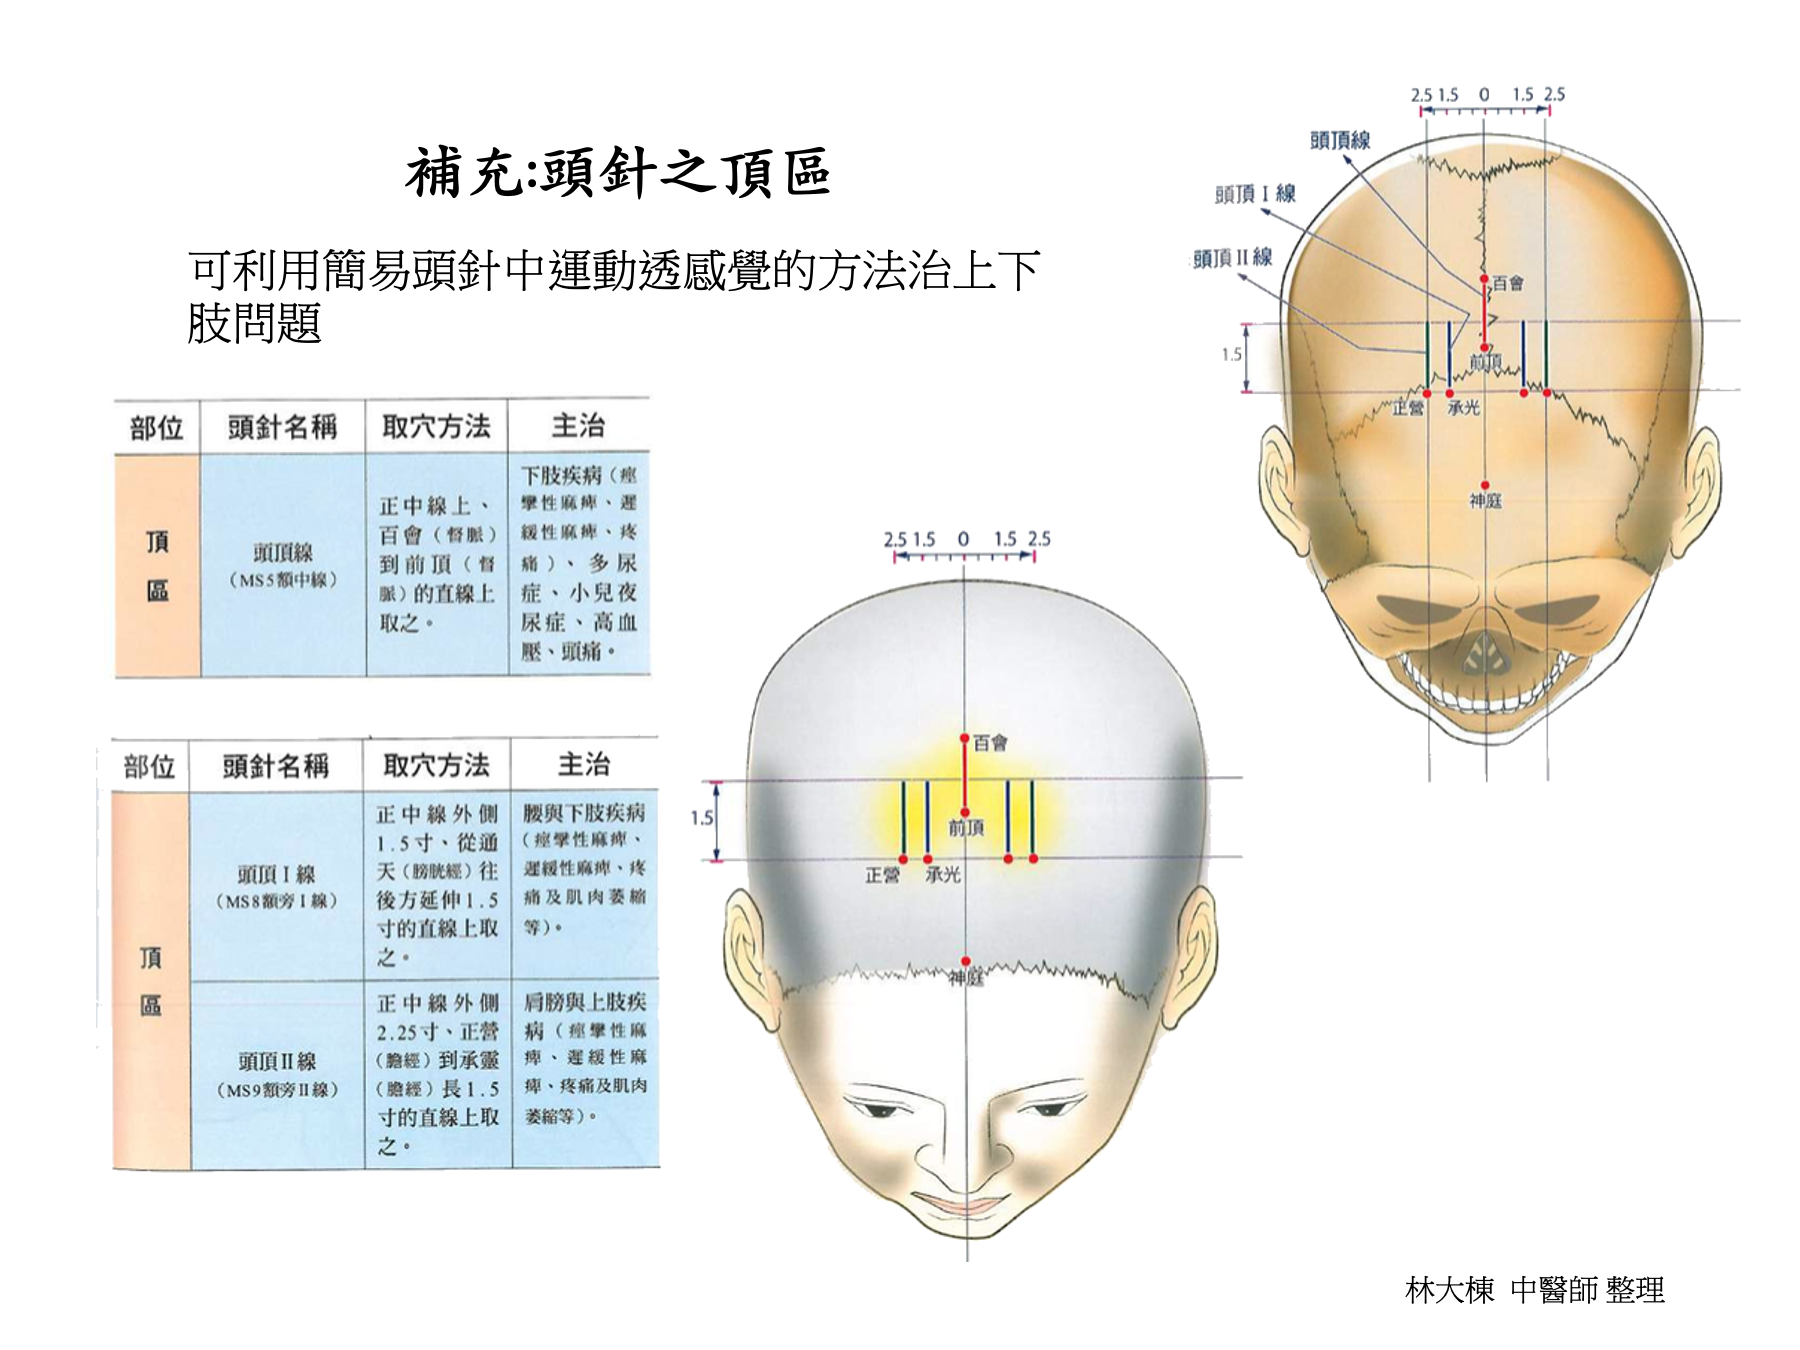 補充:頭針之頂區
可利用簡易頭針中運動透感覺的方法治上下
肢問題
部位 頭針名稱 取穴方法 主治
頂
區
頭頂線
(MS5額中線)
正中線上、
百會(督脈)
到前頂(督
脈)的直線上
取之。
下肢疾病(痙
攣性麻痺、遲
緩性麻痺、疼
痛)、多尿
症、小兒夜
尿症、高血
壓、頭痛。
部位 頭針名稱 取穴方法 主治
頂
區
頭頂Ⅰ線
(MS8額旁Ⅰ線)
正中線外側
1.5寸、從通
天(膀胱經)往
後方延伸1.5
寸的直線上取
之。
腰與下肢疾病
(痙攣性麻痺、
遲緩性麻痺、疼
痛及肌肉萎縮
等)。
頭頂Ⅱ線
(MS9額旁Ⅱ線)
正中線外側
2.25寸、正營
(膽經)到承靈
(膽經)長1.5
寸的直線上取
之。
肩膀與上肢疾
病(痙攣性麻
痺、遲緩性麻
痺、疼痛及肌肉
萎縮等)。
2.5 1.5 0 1.5 2.5
百會
1.5
前頂
正營 承光
神庭
2.5 1.5 0 1.5 2.5
頭頂線
頭頂Ⅰ線
頭頂Ⅱ線
百會
1.5
前頂
正營 承光
神庭
林大棟 中醫師 整理